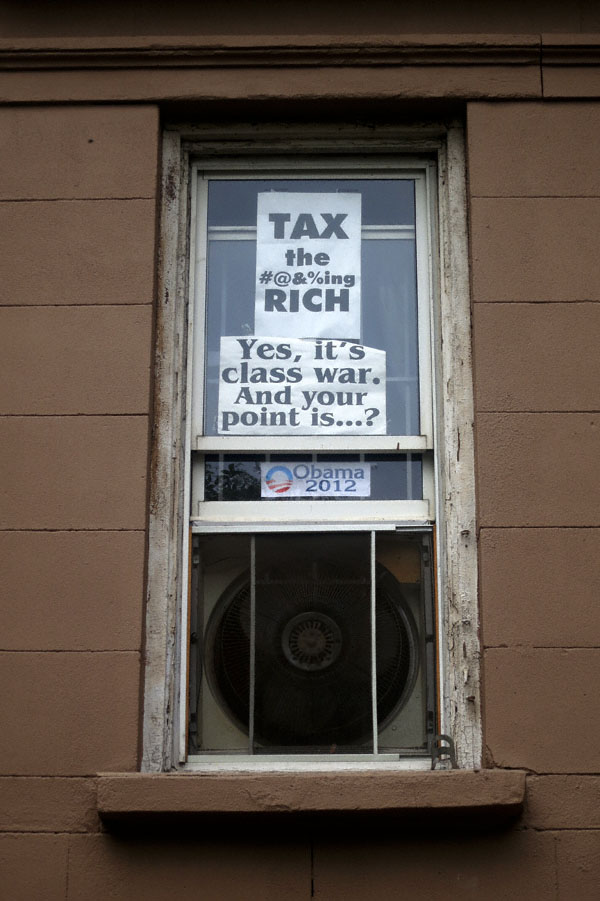 TAX
the
#@&%ing
RICH
Yes, it's
class war.
And your
point is...?
Obama
2012